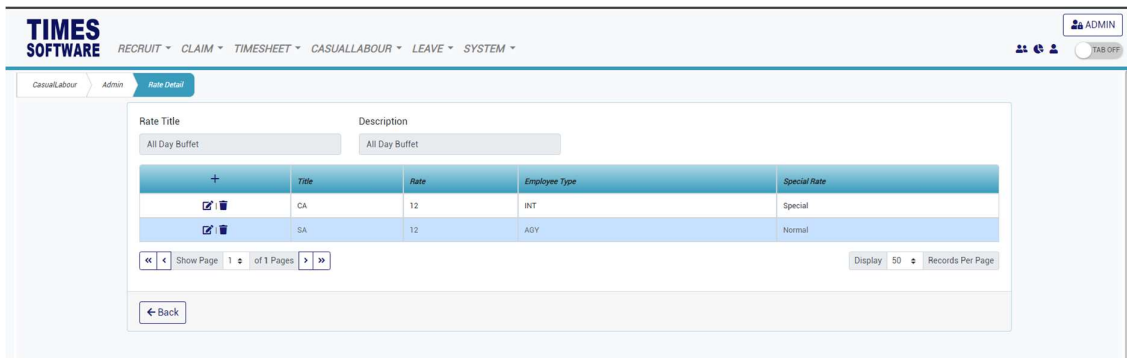 TIMES
SOFTWARE
RECRUIT CLAIM TIMESHEET CASUALLABOUR LEAVE SYSTEM
ADMIN
TAB OFF
CasualLabour Admin Rate Detail
Rate Title Description
All Day Buffet All Day Buffet
+ Title Rate Employee Type Special Rate
CA 12 INT Special
SA 12 AGY Normal
« ‹ Show Page 1 of 1 Pages › » Display 50 Records Per Page
← Back